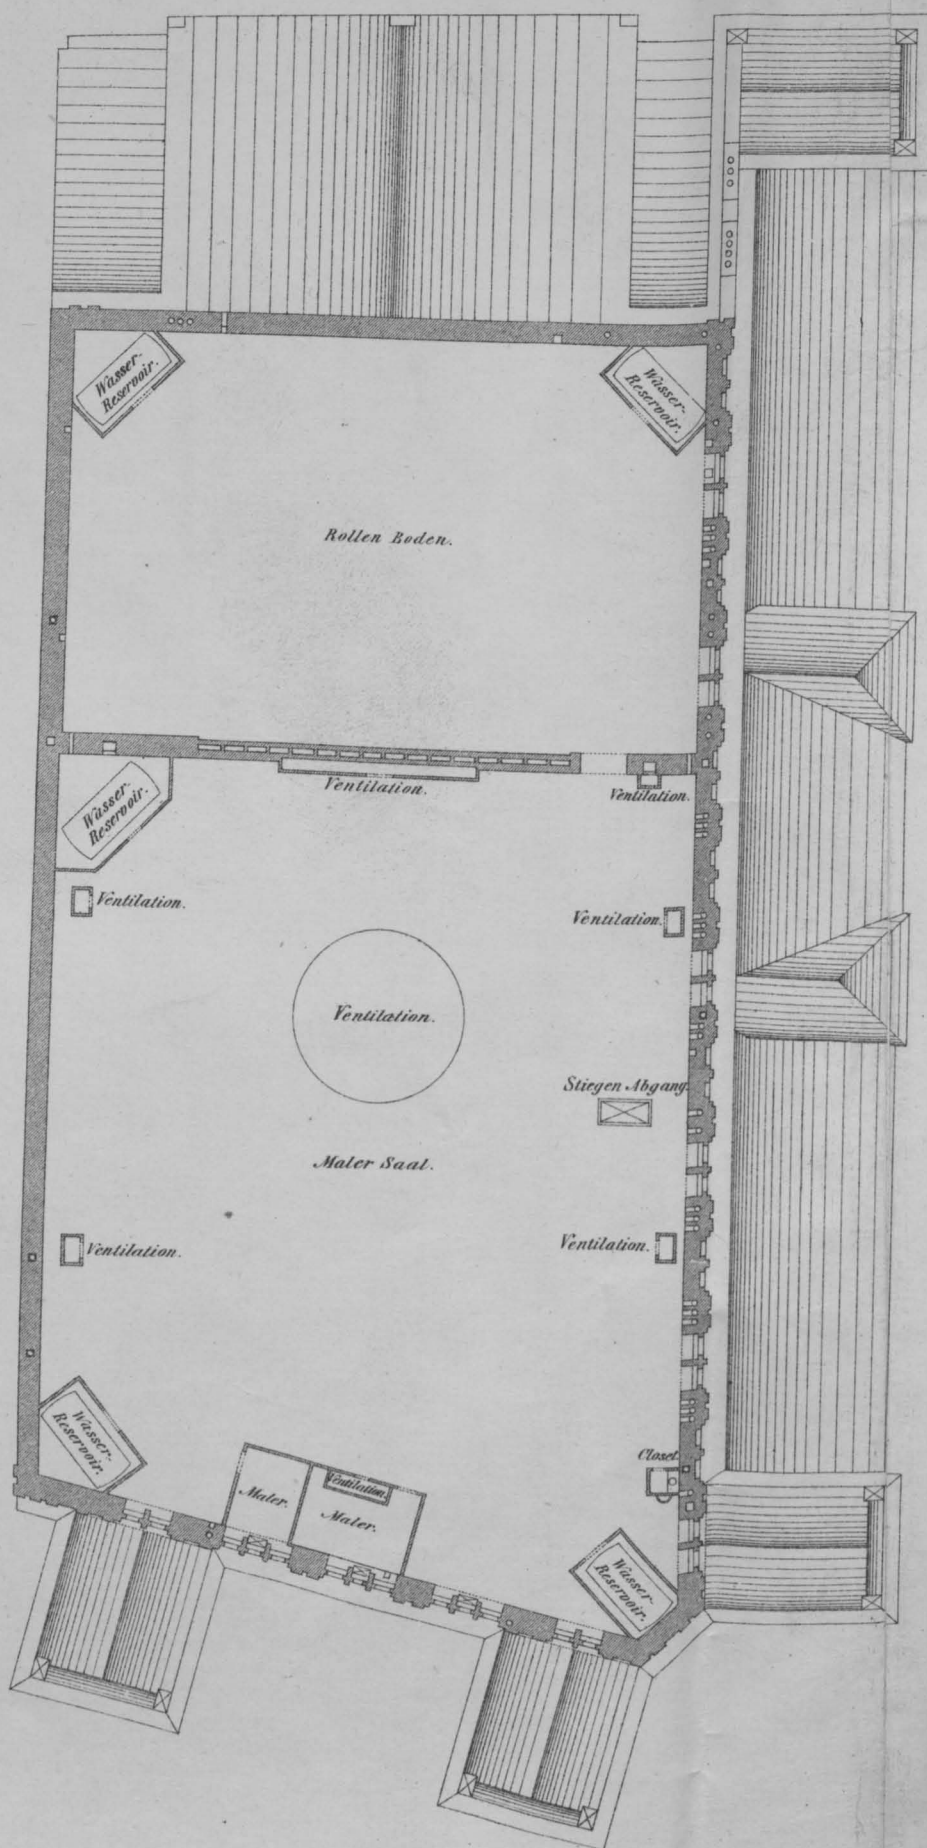 Wasser-
Reservoir.
Wasser-
Reservoir.
Rollen Boden.
Ventilation.
Ventilation.
Wasser-
Reservoir.
Ventilation.
Ventilation.
Ventilation.
Stiegen Abgang.
Maler Saal.
Ventilation.
Ventilation.
Wasser-
Reservoir.
Closet.
Ventilation.
Maler.
Maler.
Wasser-
Reservoir.